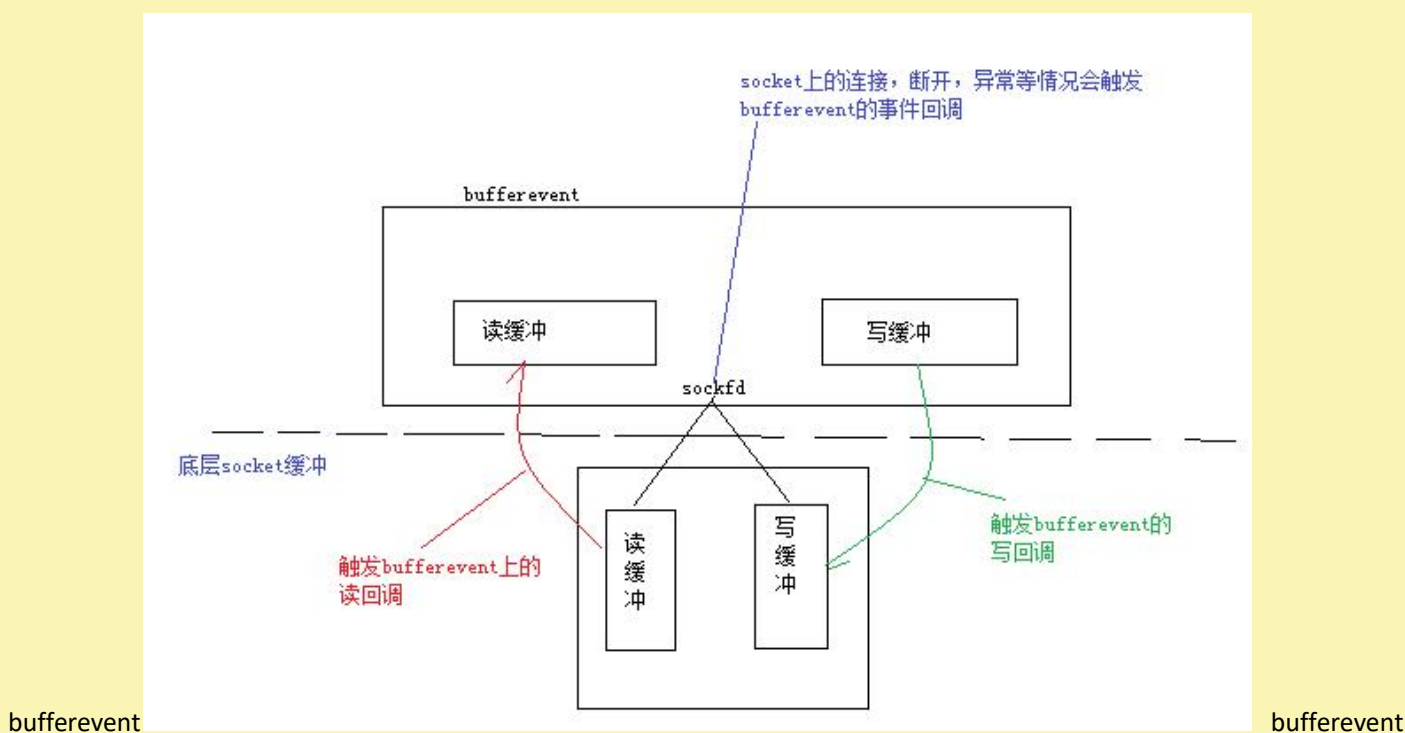 socket上的连接，断开，异常等情况会触发
bufferevent的事件回调
bufferevent
读缓冲
写缓冲
sockfd
底层socket缓冲
读
缓
冲
写
缓
冲
触发bufferevent的
写回调
触发bufferevent上的
读回调
bufferevent
bufferevent